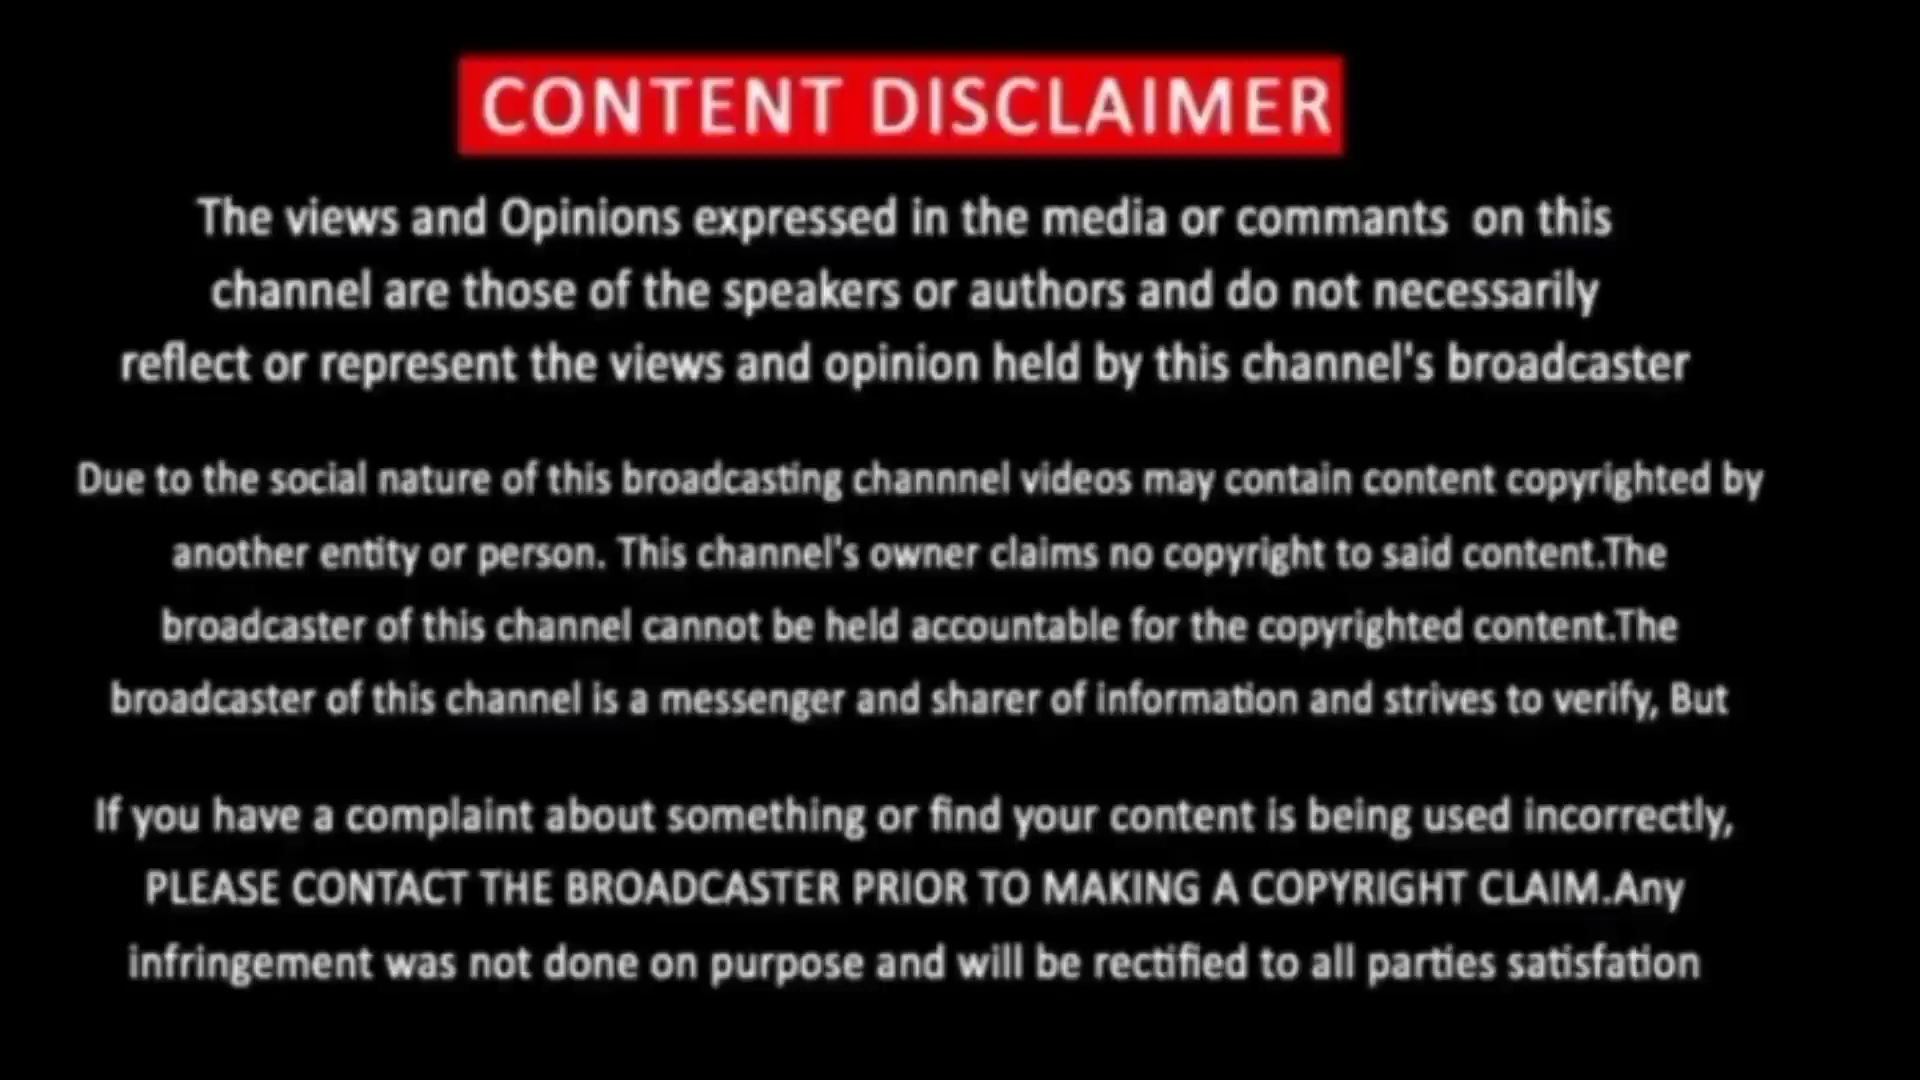 CONTENT DISCLAIMER
The views and Opinions expressed in the media or commants on this
channel are those of the speakers or authors and do not necessarily
reflect or represent the views and opinion held by this channel's broadcaster
Due to the social nature of this broadcasting channnel videos may contain content copyrighted by
another entity or person. This channel's owner claims no copyright to said content.The
broadcaster of this channel cannot be held accountable for the copyrighted content.The
broadcaster of this channel is a messenger and sharer of information and strives to verify, But
If you have a complaint about something or find your content is being used incorrectly,
PLEASE CONTACT THE BROADCASTER PRIOR TO MAKING A COPYRIGHT CLAIM.Any
infringement was not done on purpose and will be rectified to all parties satisfation